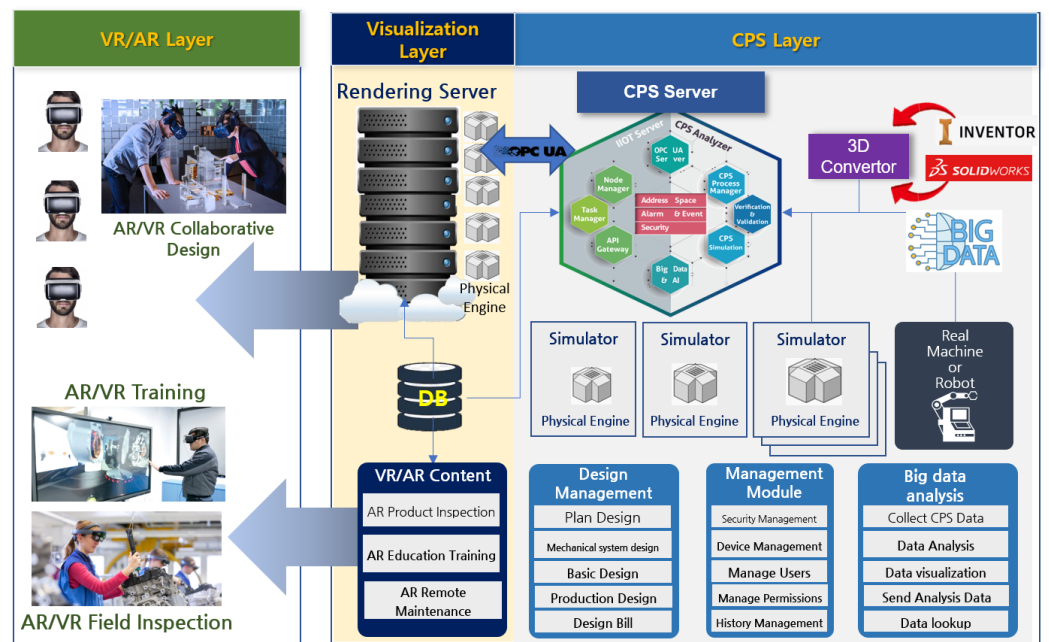 VR/AR Layer
Visualization
Layer
CPS Layer
Rendering Server
CPS Server
OPC UA
IIOT Server
CPS Analyzer
OPC UA
Ser ver
Node
Manager
CPS
Process
Manager
Task
Manager
Address Space
Alarm & Event
Security
Verification
&
Validation
API
Gateway
CPS
Simulation
Big Data
& AI
3D
Convertor
INVENTOR
SOLIDWORKS
BIG
DATA
AR/VR Collaborative
Design
Physical
Engine
Simulator
Physical Engine
Simulator
Physical Engine
Simulator
Physical Engine
Real
Machine
or
Robot
DB
AR/VR Training
AR/VR Field Inspection
VR/AR Content
AR Product Inspection
AR Education Training
AR Remote
Maintenance
Design
Management
Plan Design
Mechanical system design
Basic Design
Production Design
Design Bill
Management
Module
Security Management
Device Management
Manage Users
Manage Permissions
History Management
Big data
analysis
Collect CPS Data
Data Analysis
Data visualization
Send Analysis Data
Data lookup